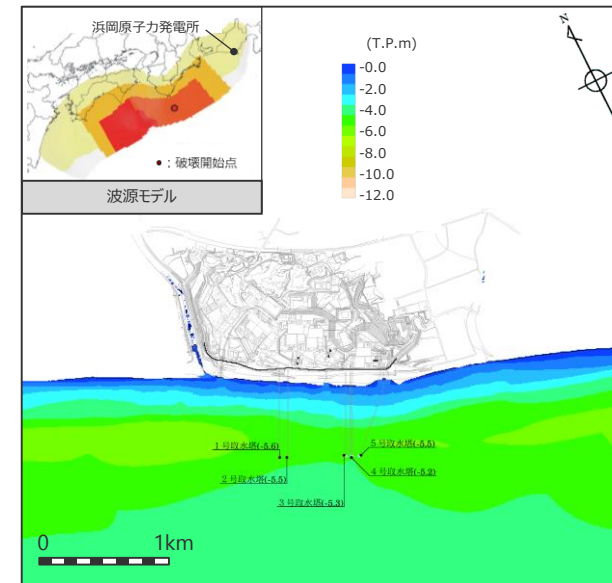 浜岡原子力発電所
●：破壊開始点
波源モデル
(T.P.m)
-0.0
-2.0
-4.0
-6.0
-8.0
-10.0
-12.0
N
1号取水塔(-5.6)
2号取水塔(-5.5)
3号取水塔(-5.3)
5号取水塔(-5.5)
4号取水塔(-5.2)
0 1km